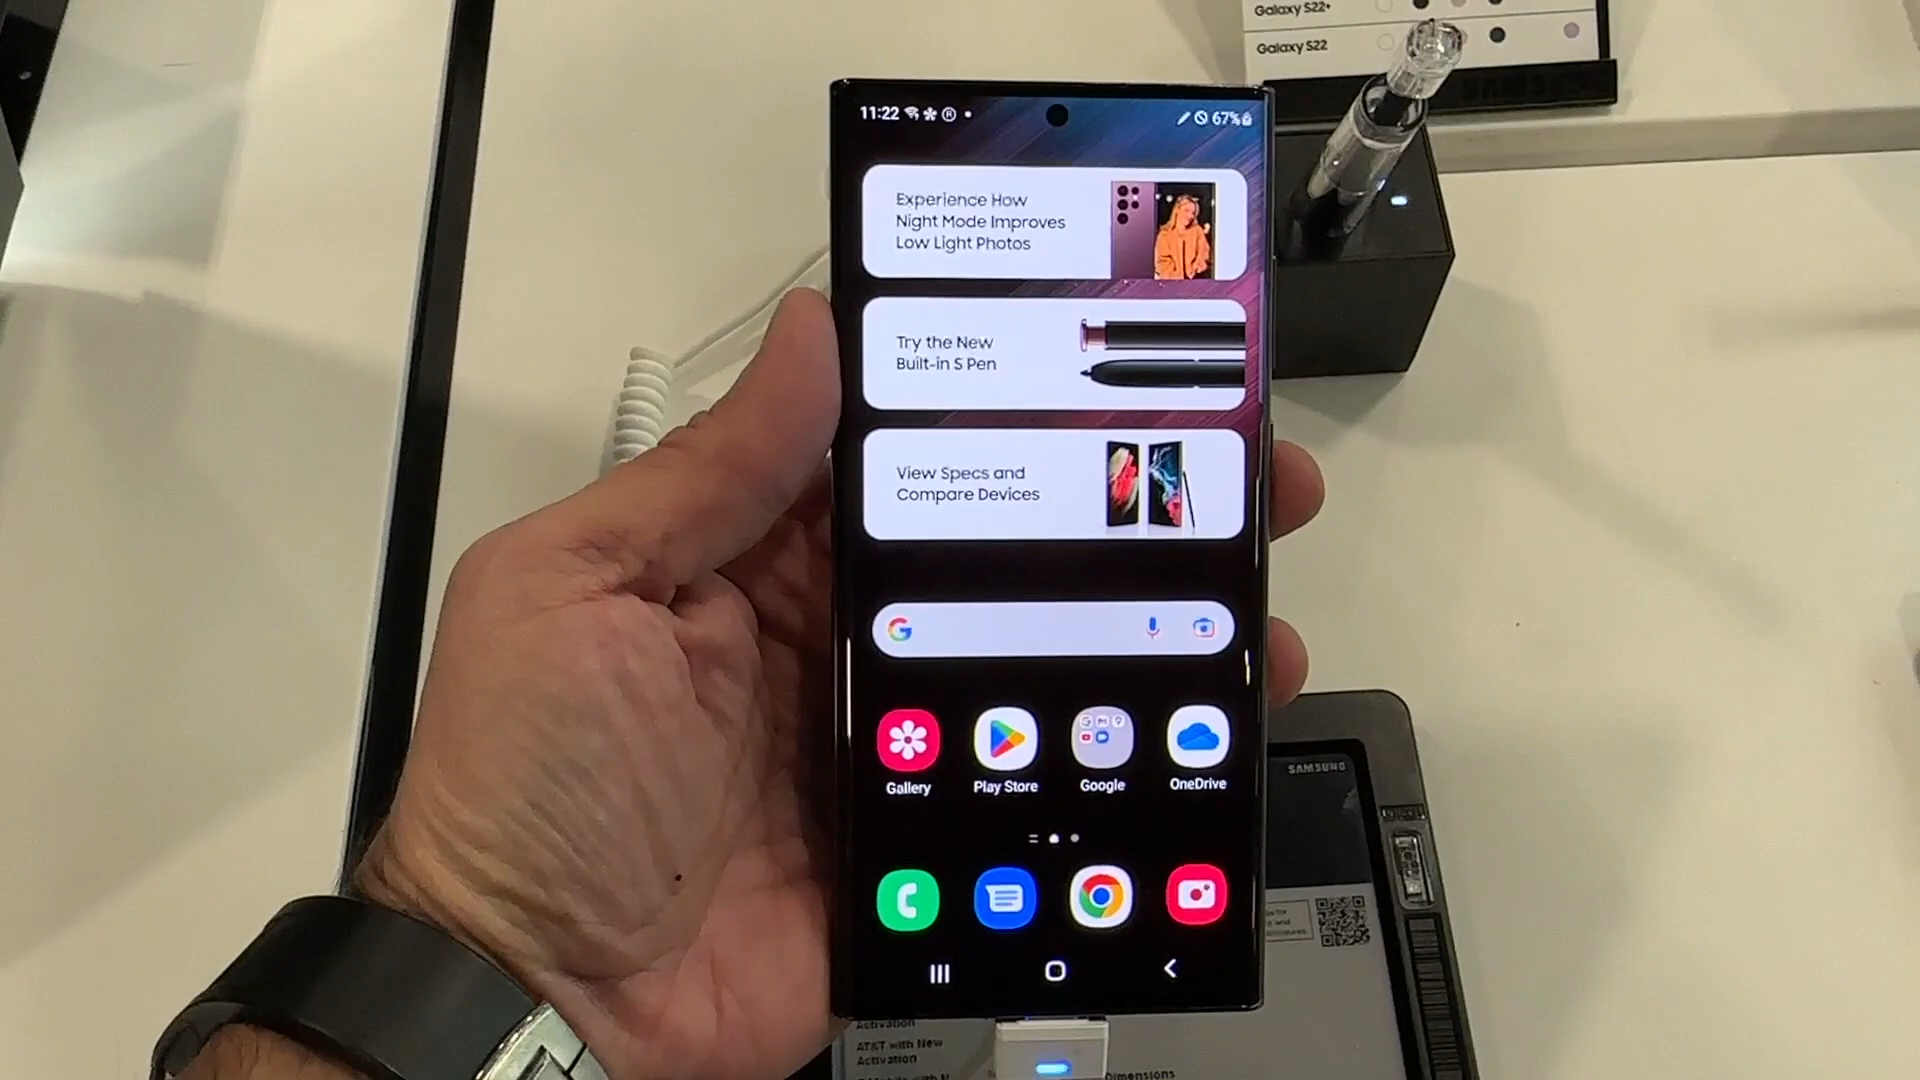 Galaxy S22+
Galaxy S22
11:22
67%
Experience How
Night Mode Improves
Low Light Photos
Try the New
Built-in S Pen
View Specs and
Compare Devices
Gallery
Play Store
Google
OneDrive
SAMSUNG
Activation
AT&T with New
Activation
Dimensions